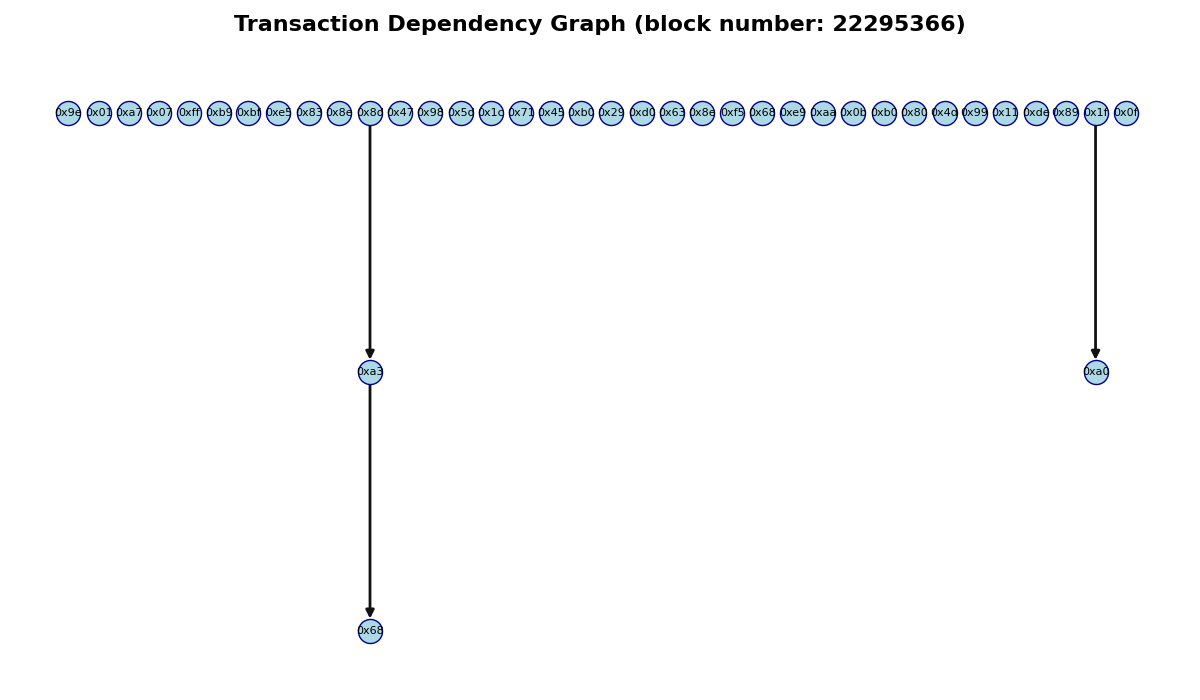 Transaction Dependency Graph (block number: 22295366)
0x9e 0x01 0xa7 0x07 0xff 0xb9 0xbf 0xe5 0x83 0x8e 0x8d 0x47 0x98 0x5d 0x1c 0x71 0x45 0xb0 0x29 0xd0 0x63 0x8e 0xf5 0x68 0xe9 0xaa 0x0b 0xb0 0x80 0x4d 0x99 0x11 0xde 0x89 0x1f 0x0f
0xa3 0xa0
0x68